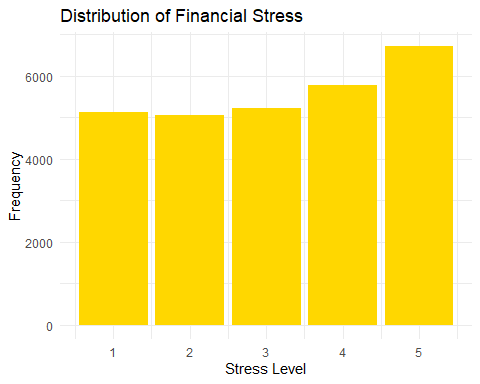 Distribution of Financial Stress
Frequency
6000
4000
2000
0
1 2 3 4 5
Stress Level